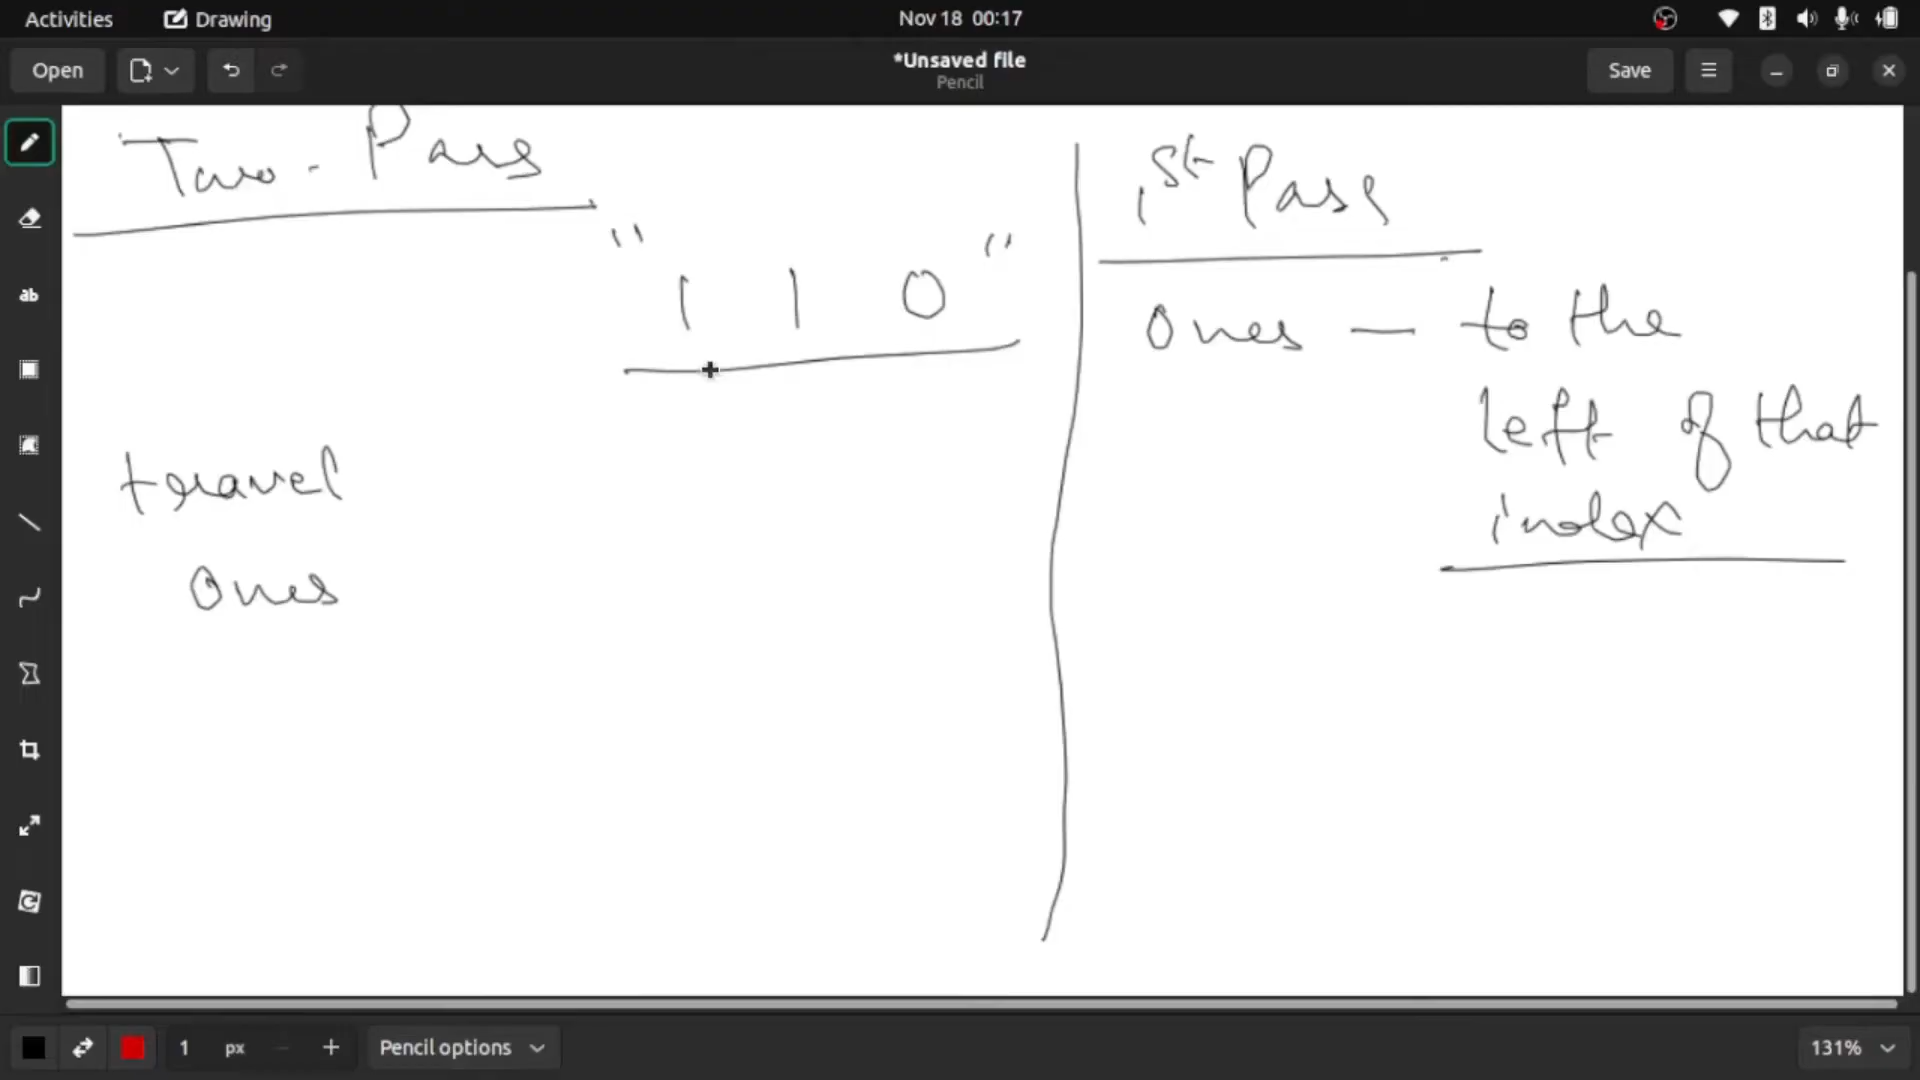 Activities Drawing Nov 18 00:17
Open *Unsaved file Save
Pencil
Two-Pass
" 1 1 0 "
travel
ones
1st Pass
Ones — to the
left of that
index
1 px − + Pencil options 131%